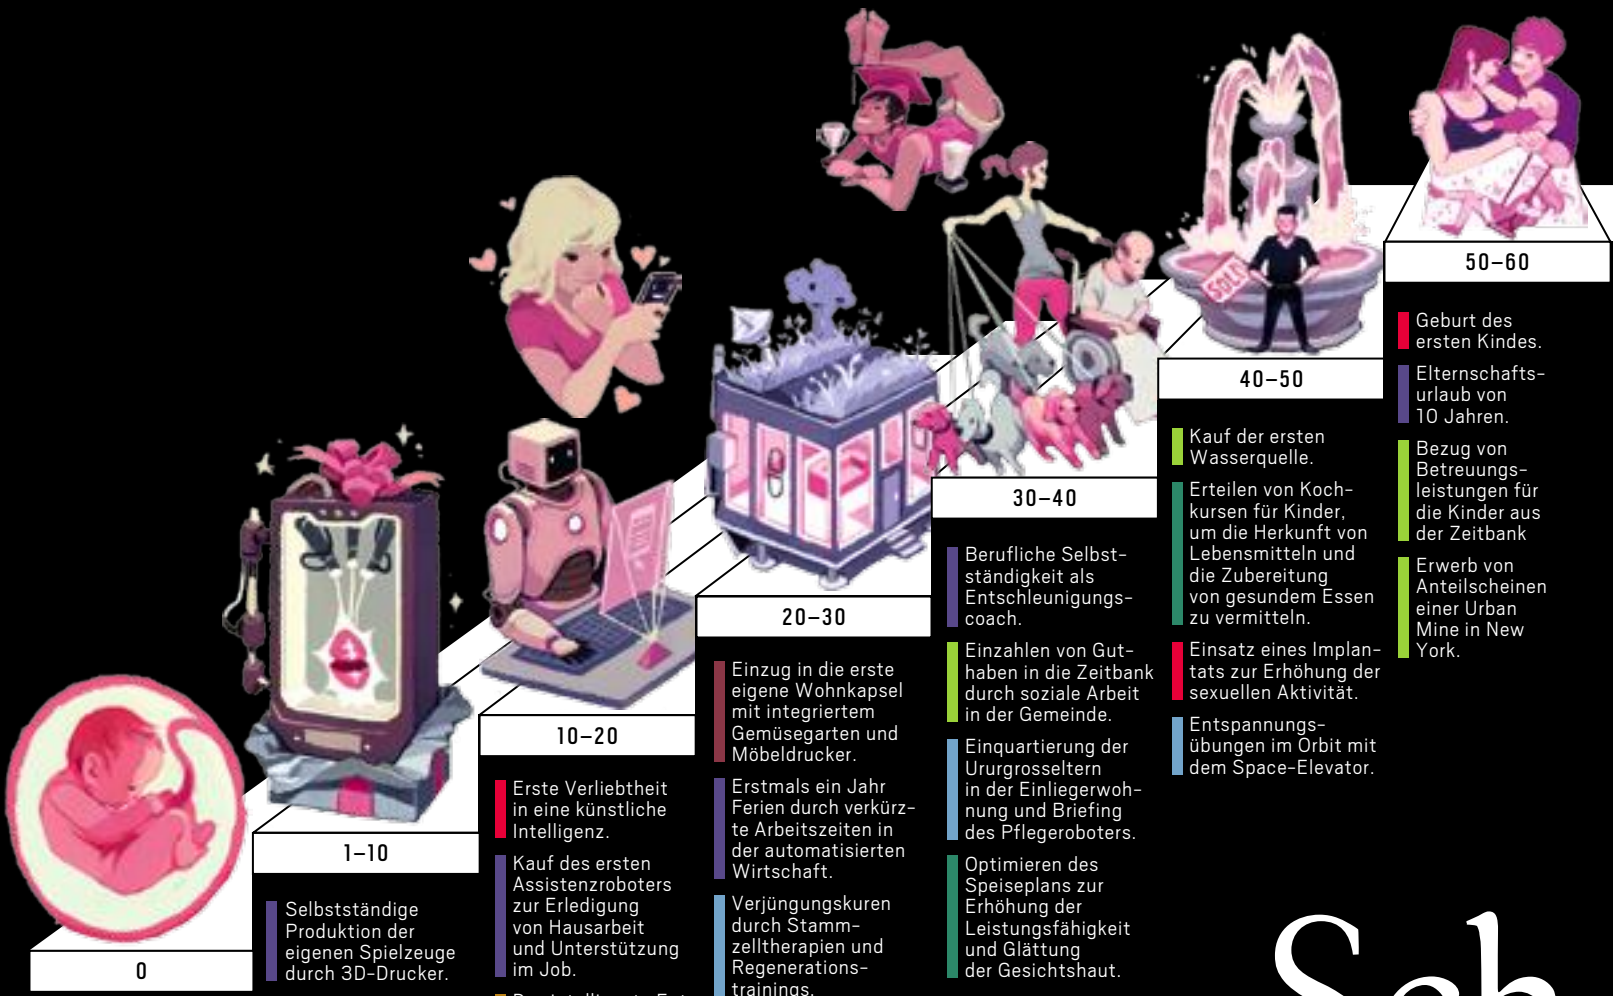 0
1–10
Selbstständige
Produktion der
eigenen Spielzeuge
durch 3D-Drucker.
10–20
Erste Verliebtheit
in eine künstliche
Intelligenz.
Kauf des ersten
Assistenzroboters
zur Erledigung
von Hausarbeit
und Unterstützung
im Job.
20–30
Einzug in die erste
eigene Wohnkapsel
mit integriertem
Gemüsegarten und
Möbeldrucker.
Erstmals ein Jahr
Ferien durch verkürz-
te Arbeitszeiten in
der automatisierten
Wirtschaft.
Verjüngungskuren
durch Stamm-
zelltherapien und
Regenerations-
trainings.
30–40
Berufliche Selbst-
ständigkeit als
Entschleunigungs-
coach.
Einzahlen von Gut-
haben in die Zeitbank
durch soziale Arbeit
in der Gemeinde.
Einquartierung der
Ururgrosseltern
in der Einliegerwoh-
nung und Briefing
des Pflegeroboters.
Optimieren des
Speiseplans zur
Erhöhung der
Leistungsfähigkeit
und Glättung
der Gesichtshaut.
SOLD
40–50
Kauf der ersten
Wasserquelle.
Erteilen von Koch-
kursen für Kinder,
um die Herkunft von
Lebensmitteln und
die Zubereitung
von gesundem Essen
zu vermitteln.
Einsatz eines Implan-
tats zur Erhöhung der
sexuellen Aktivität.
Entspannungs-
übungen im Orbit mit
dem Space-Elevator.
50–60
Geburt des
ersten Kindes.
Elternschafts-
urlaub von
10 Jahren.
Bezug von
Betreuungs-
leistungen für
die Kinder aus
der Zeitbank
Erwerb von
Anteilscheinen
einer Urban
Mine in New
York.